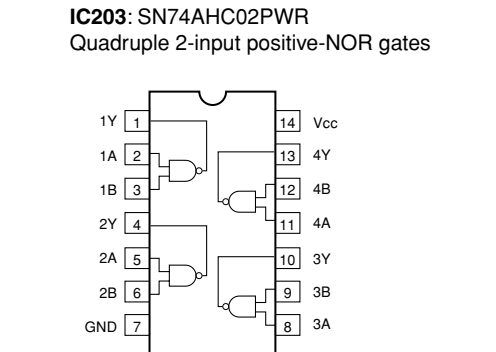 IC203: SN74AHC02PWR
Quadruple 2-input positive-NOR gates
1Y 1 14 Vcc
1A 2 13 4Y
1B 3 12 4B
2Y 4 11 4A
2A 5 10 3Y
2B 6 9 3B
GND 7 8 3A